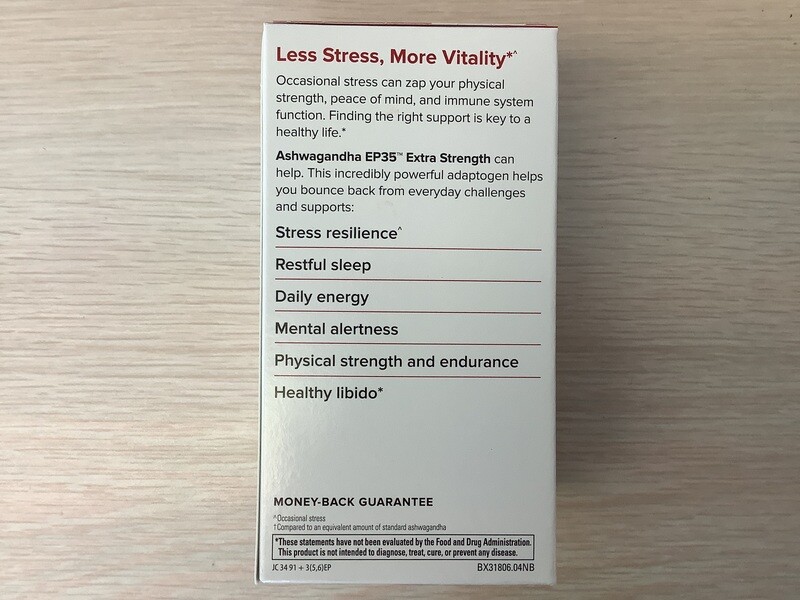 Less Stress, More Vitality*^
Occasional stress can zap your physical
strength, peace of mind, and immune system
function. Finding the right support is key to a
healthy life.*
Ashwagandha EP35™ Extra Strength can
help. This incredibly powerful adaptogen helps
you bounce back from everyday challenges
and supports:
Stress resilience^
Restful sleep
Daily energy
Mental alertness
Physical strength and endurance
Healthy libido*
MONEY-BACK GUARANTEE
^Occasional stress
†Compared to an equivalent amount of standard ashwagandha
*These statements have not been evaluated by the Food and Drug Administration.
This product is not intended to diagnose, treat, cure, or prevent any disease.
JC 34 91 + 3(5,6)EP
BX31806.04NB